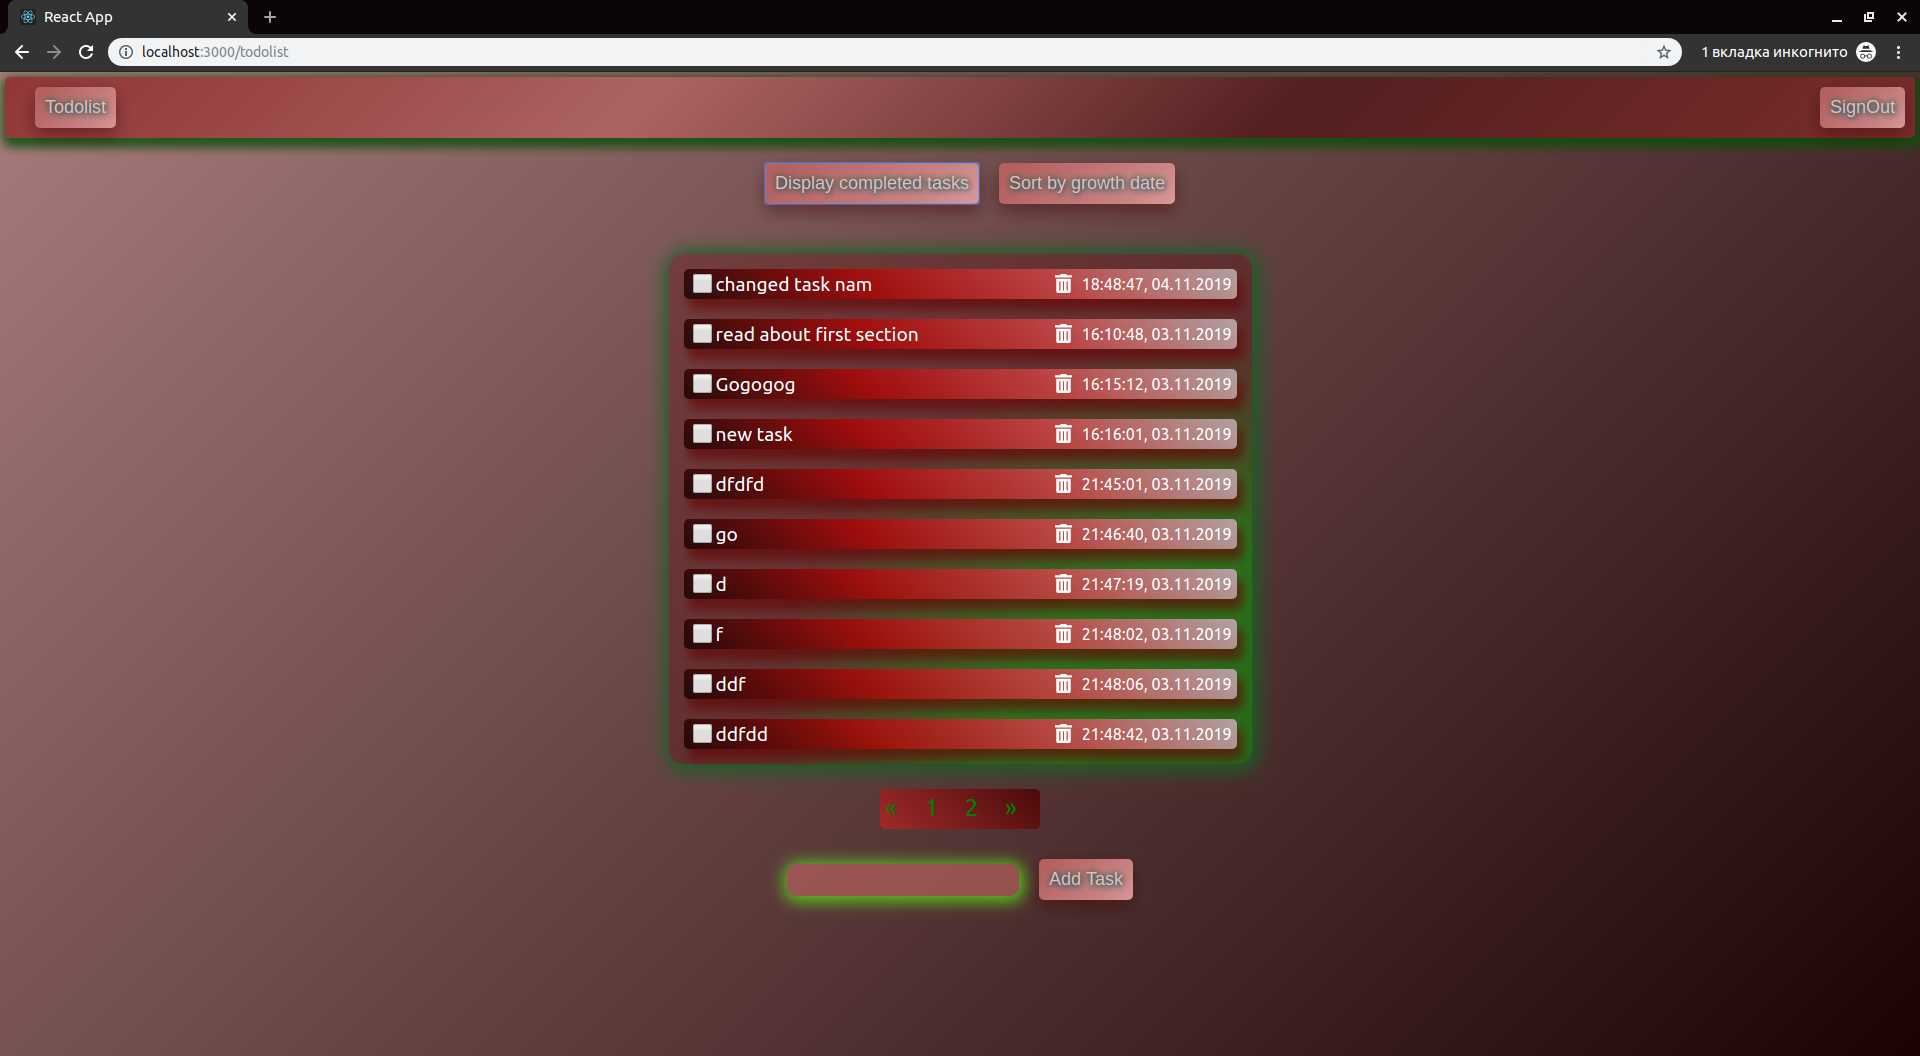 React App
localhost:3000/todolist
1 вкладка инкогнито
Todolist
SignOut
Display completed tasks
Sort by growth date
changed task nam 18:48:47, 04.11.2019
read about first section 16:10:48, 03.11.2019
Gogogog 16:15:12, 03.11.2019
new task 16:16:01, 03.11.2019
dfdfd 21:45:01, 03.11.2019
go 21:46:40, 03.11.2019
d 21:47:19, 03.11.2019
f 21:48:02, 03.11.2019
ddf 21:48:06, 03.11.2019
ddfdd 21:48:42, 03.11.2019
« 1 2 »
Add Task